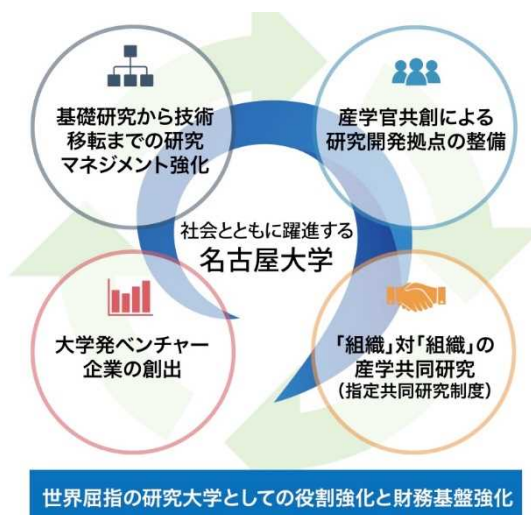 基礎研究から技術
移転までの研究
マネジメント強化
産学官共創による
研究開発拠点の整備
社会とともに躍進する
名古屋大学
大学発ベンチャー
企業の創出
「組織」対「組織」の
産学共同研究
（指定共同研究制度）
世界屈指の研究大学としての役割強化と財務基盤強化